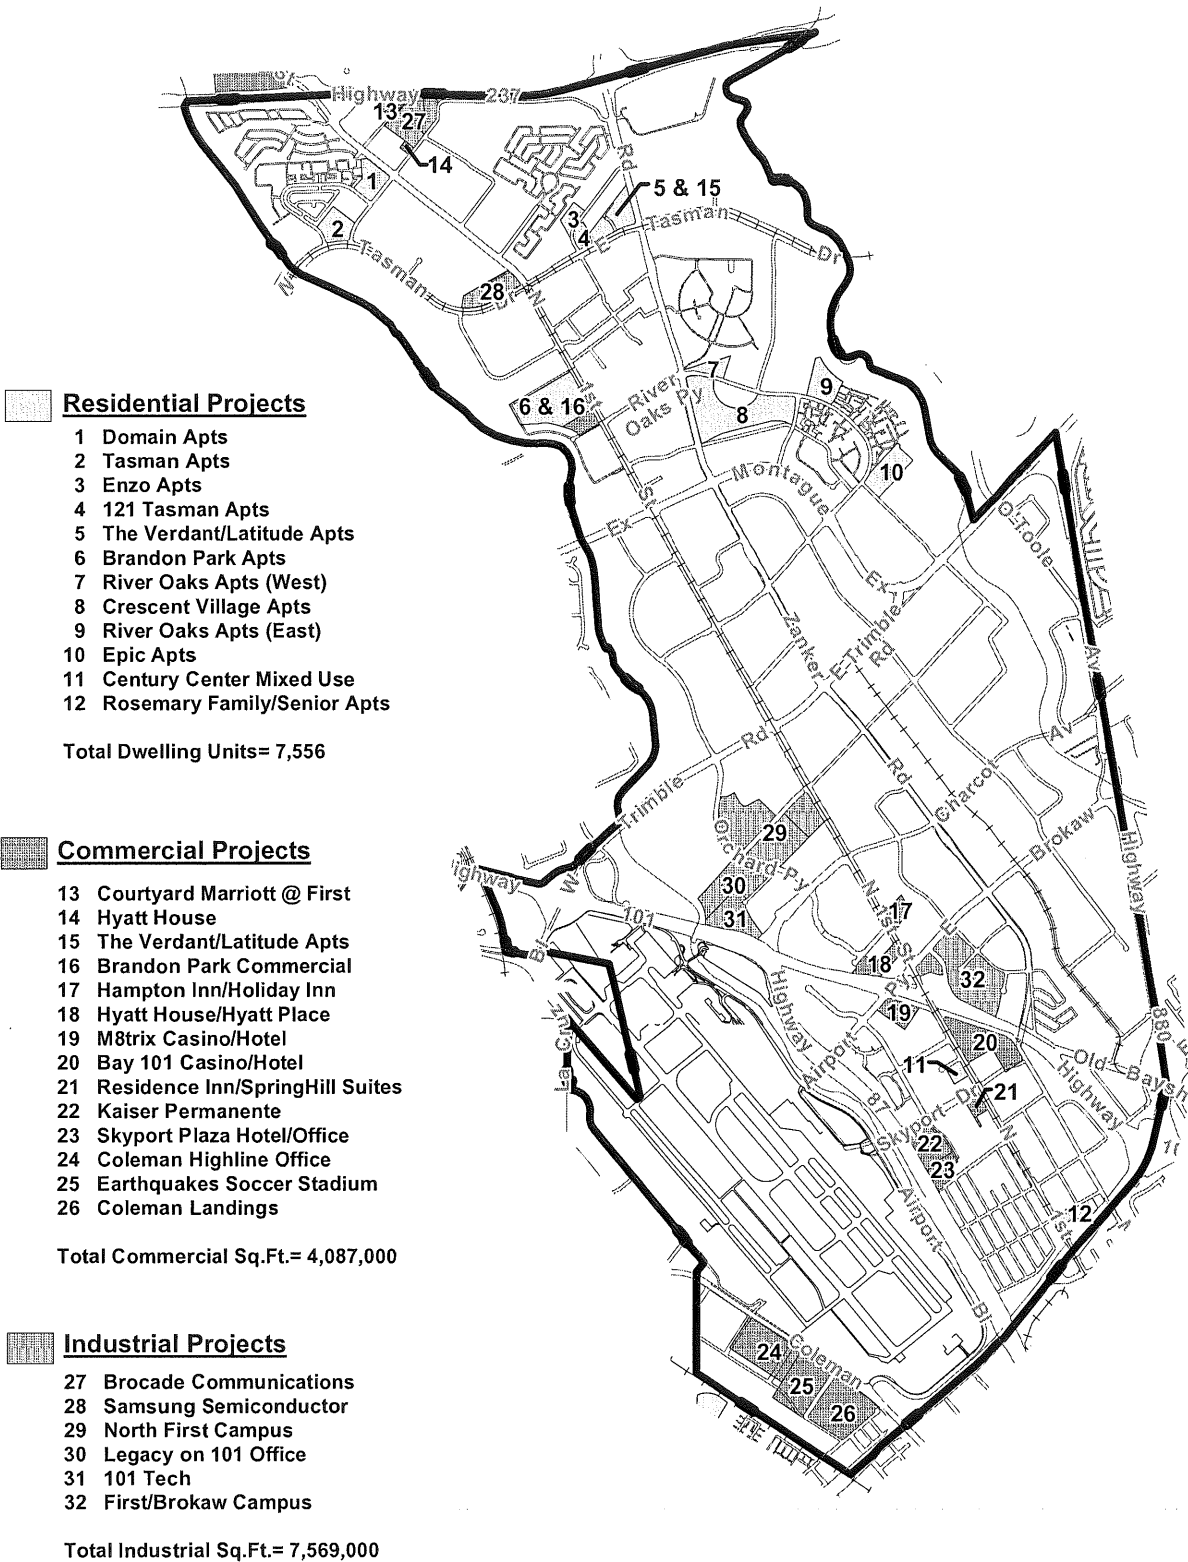 Highway 237
13
27
14
1
Rd
5 & 15
3
4
E Tasman Dr
2
N
Tasman Dr
28
N 1st St
7
River Oaks Py
9
6 & 16
8
10
Montague Ex
Ex
O Toole Av
Zanker Rd
E Trimble Rd
W Trimble Rd
Charcot Av
E Brokaw
Highway 880
29
Orchard Py
30
31
101
N 1st St
17
18
32
19
20
11
21
Highway 87
Airport Py
Skyport Dr
Old Baysh
Highway
22
23
N 1st
12
Airport Bl
Coleman
24
25
26
Residential Projects
1 Domain Apts
2 Tasman Apts
3 Enzo Apts
4 121 Tasman Apts
5 The Verdant/Latitude Apts
6 Brandon Park Apts
7 River Oaks Apts (West)
8 Crescent Village Apts
9 River Oaks Apts (East)
10 Epic Apts
11 Century Center Mixed Use
12 Rosemary Family/Senior Apts
Total Dwelling Units= 7,556
Commercial Projects
13 Courtyard Marriott @ First
14 Hyatt House
15 The Verdant/Latitude Apts
16 Brandon Park Commercial
17 Hampton Inn/Holiday Inn
18 Hyatt House/Hyatt Place
19 M8trix Casino/Hotel
20 Bay 101 Casino/Hotel
21 Residence Inn/SpringHill Suites
22 Kaiser Permanente
23 Skyport Plaza Hotel/Office
24 Coleman Highline Office
25 Earthquakes Soccer Stadium
26 Coleman Landings
Total Commercial Sq.Ft.= 4,087,000
Industrial Projects
27 Brocade Communications
28 Samsung Semiconductor
29 North First Campus
30 Legacy on 101 Office
31 101 Tech
32 First/Brokaw Campus
Total Industrial Sq.Ft.= 7,569,000